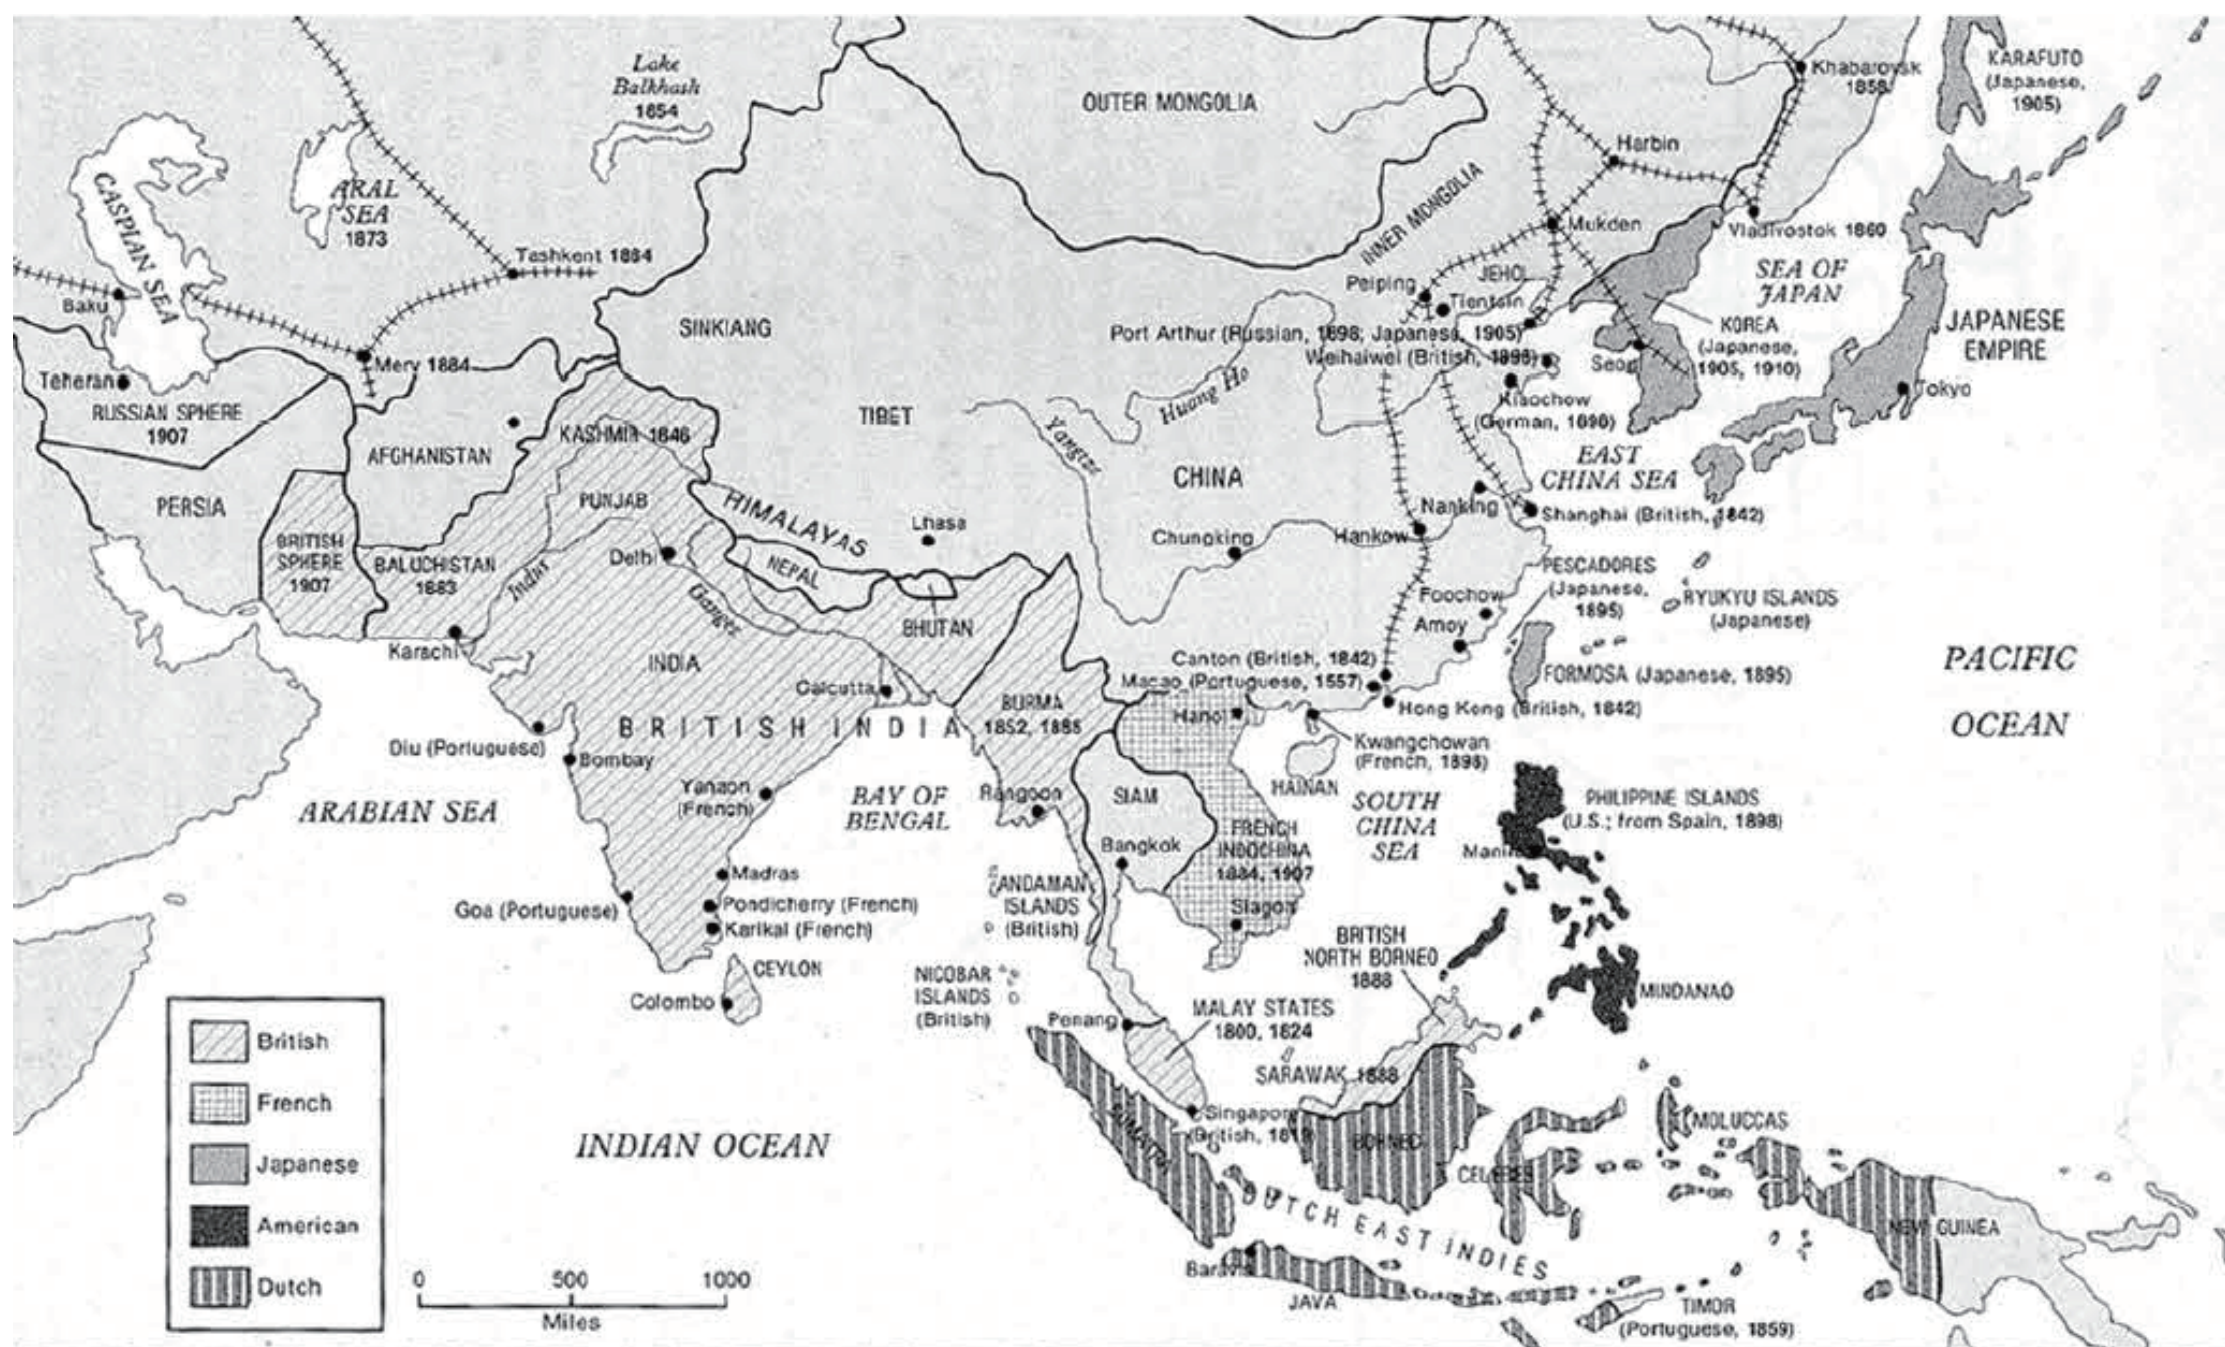 Lake
Balkhash
1854
OUTER MONGOLIA
Khabarovsk
1858
KARAFUTO
(Japanese,
1905)
CASPIAN SEA
ARAL
SEA
1873
Harbin
INNER MONGOLIA
Mukden
Vladivostok 1860
Tashkent 1864
Baku
Peiping
JEHOL
Tientsin
SEA OF
JAPAN
SINKIANG
Port Arthur (Russian, 1898; Japanese, 1905)
KOREA
(Japanese,
1905, 1910)
JAPANESE
EMPIRE
Merv 1884
Weihaiwei (British, 1898)
Seoul
Teheran
Huang Ho
Kiaochow
(German, 1898)
Tokyo
RUSSIAN SPHERE
1907
TIBET
KASHMIR 1846
Yangtze
AFGHANISTAN
EAST
CHINA SEA
CHINA
PERSIA
PUNJAB
HIMALAYAS
Nanking
Shanghai (British, 1842)
Lhasa
Chungking
Hankow
BRITISH
SPHERE
1907
BALUCHISTAN
1883
Indus
Delhi
NEPAL
PESCADORES
(Japanese,
1895)
Foochow
RYUKYU ISLANDS
(Japanese)
Ganges
BHUTAN
Amoy
Karachi
INDIA
Canton (British, 1842)
PACIFIC
OCEAN
Macao (Portuguese, 1557)
FORMOSA (Japanese, 1895)
Calcutta
BURMA
1852, 1885
Hanoi
Hong Kong (British, 1842)
BRITISH INDIA
Diu (Portuguese)
Bombay
Kwangchowan
(French, 1898)
HAINAN
Yanaon
(French)
BAY OF
BENGAL
Rangoon
SIAM
SOUTH
CHINA
SEA
PHILIPPINE ISLANDS
(U.S.; from Spain, 1898)
ARABIAN SEA
FRENCH
INDOCHINA
1884, 1907
Bangkok
Manila
Madras
ANDAMAN
ISLANDS
(British)
Goa (Portuguese)
Pondicherry (French)
Karikal (French)
Siagon
BRITISH
NORTH BORNEO
1888
CEYLON
NICOBAR
ISLANDS
(British)
Colombo
MINDANAO
Penang
MALAY STATES
1800, 1824
SARAWAK 1888
Singapore
(British, 1819)
SUMATRA
BORNEO
CELEBES
MOLUCCAS
INDIAN OCEAN
DUTCH EAST INDIES
NEW GUINEA
JAVA
TIMOR
(Portuguese, 1859)
British
French
Japanese
American
Dutch
0 500 1000
Miles